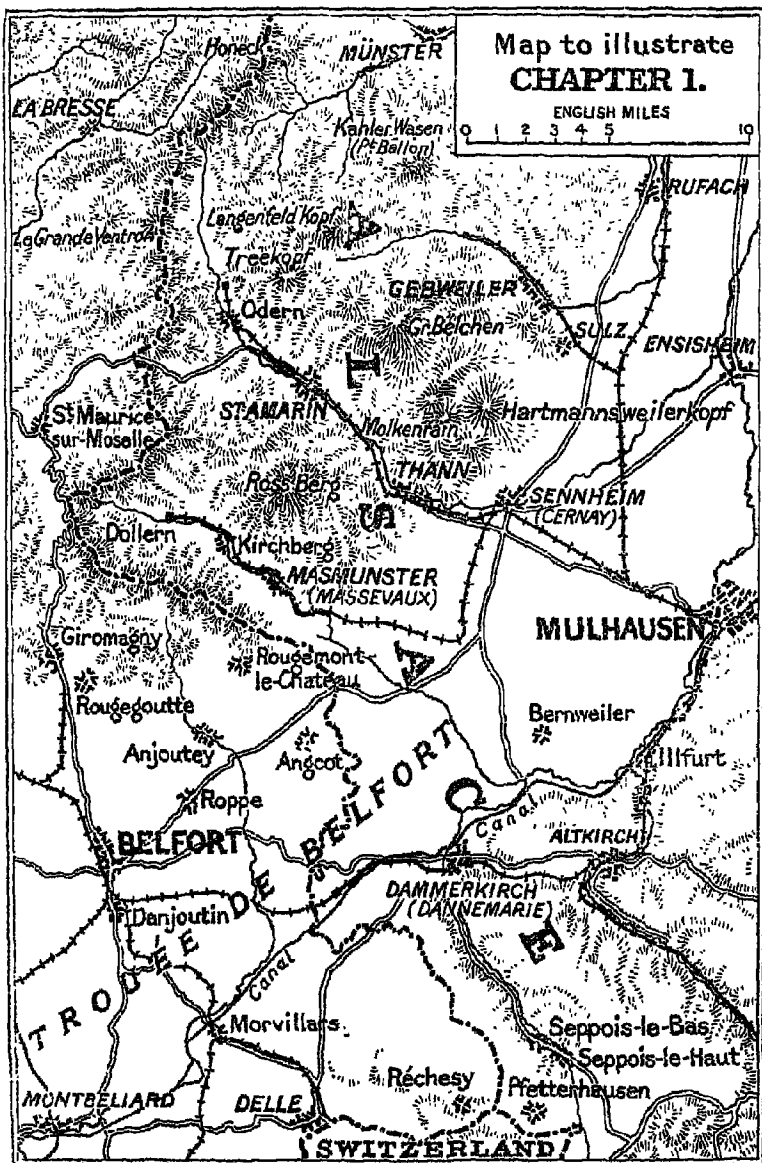 Map to illustrate
CHAPTER 1.
ENGLISH MILES
0 1 2 3 4 5 10
Honeck
MÜNSTER
LA BRESSE
Kahler Wasen
(Pt Ballon)
RUFACH
Langenfeld Kopf
La Grande Ventron
Treekopf
GEBWEILER
Odern
Gr. Belchen
SULZ
ENSISHEIM
St Maurice
sur-Moselle
ST AMARIN
Molkenrain
Hartmannsweilerkopf
THANN
Ross Berg
SENNHEIM
(CERNAY)
Dollern
Kirchberg
MASMUNSTER
(MASSEVAUX)
MULHAUSEN
Giromagny
Rougemont-
le-Chateau
Rougegoutte
Bernweiler
Anjoutey
Angeot
Illfurt
Roppe
BELFORT
Canal
ALTKIRCH
DAMMERKIRCH
(DANNEMARIE)
Danjoutin
TROUÉE DE BELFORT
ALSACE
Canal
Morvillars
Seppois-le-Bas
Seppois-le-Haut
Réchesy
Pfetterhausen
MONTBELIARD
DELLE
SWITZERLAND